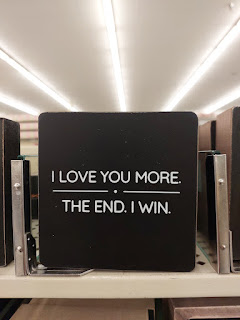 I LOVE YOU MORE.
THE END. I WIN.